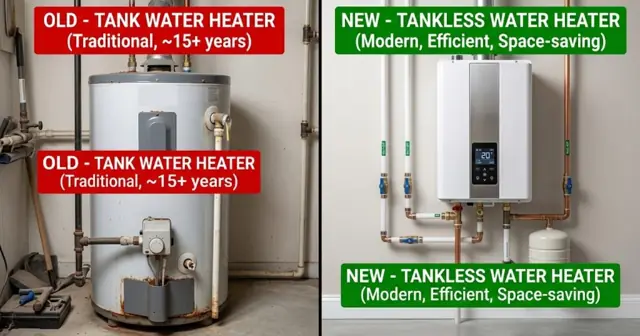 OLD - TANK WATER HEATER
(Traditional, ~15+ years)
OLD - TANK WATER HEATER
(Traditional, ~15+ years)
NEW - TANKLESS WATER HEATER
(Modern, Efficient, Space-saving)
20
NEW - TANKLESS WATER HEATER
(Modern, Efficient, Space-saving)